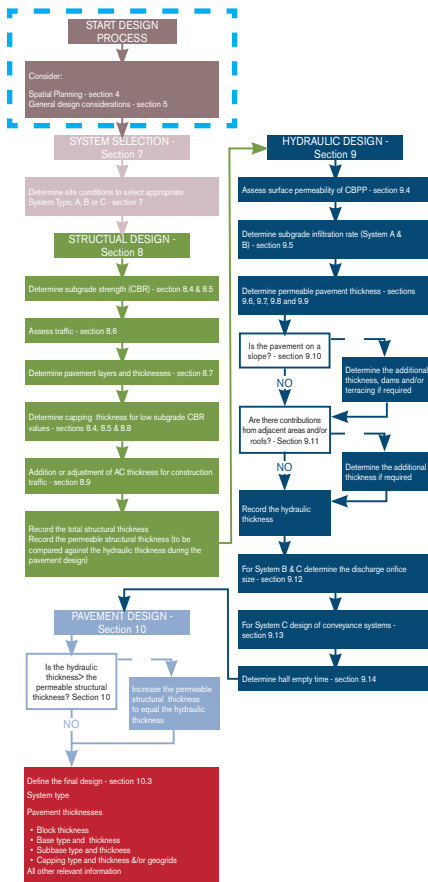 START DESIGN
PROCESS
Consider:
Spatial Planning - section 4
General design considerations - section 5
SYSTEM SELECTION -
Section 7
Determine site conditions to select appropriate
System Type, A, B or C - section 7
STRUCTUAL DESIGN -
Section 8
Determine subgrade strength (CBR) - section 8.4 & 8.5
Assess traffic - section 8.6
Determine pavement layers and thicknesses - section 8.7
Determine capping thickness for low subgrade CBR
values - sections 8.4, 8.5 & 8.8
Addition or adjustment of AC thickness for construction
traffic - section 8.9
Record the total structural thickness
Record the permeable structural thickness (to be
compared against the hydraulic thickness during the
pavement design)
HYDRAULIC DESIGN -
Section 9
Assess surface permeability of CBPP - section 9.4
Determine subgrade infiltration rate (System A &
B) - section 9.5
Determine permeable pavement thickness - sections
9.6, 9.7, 9.8 and 9.9
Is the pavement on a
slope? - section 9.10
Determine the additional
thickness, dams and/or
terracing if required
NO
Are there contributions
from adjacent areas and/or
roofs? - Section 9.11
Determine the additional
thickness if required
NO
Record the hydraulic
thickness
For System B & C determine the discharge orifice
size - section 9.12
For System C design of conveyance systems -
section 9.13
Determine half empty time - section 9.14
PAVEMENT DESIGN -
Section 10
Is the hydraulic
thickness> the
permeable structural
thickness? Section 10
Increase the permeable
structural thickness
to equal the hydraulic
thickness
NO
Define the final design - section 10.3
System type
Pavement thicknesses
• Block thickness
• Base type and thickness
• Subbase type and thickness
• Capping type and thickness &/or geogrids
All other relevant information